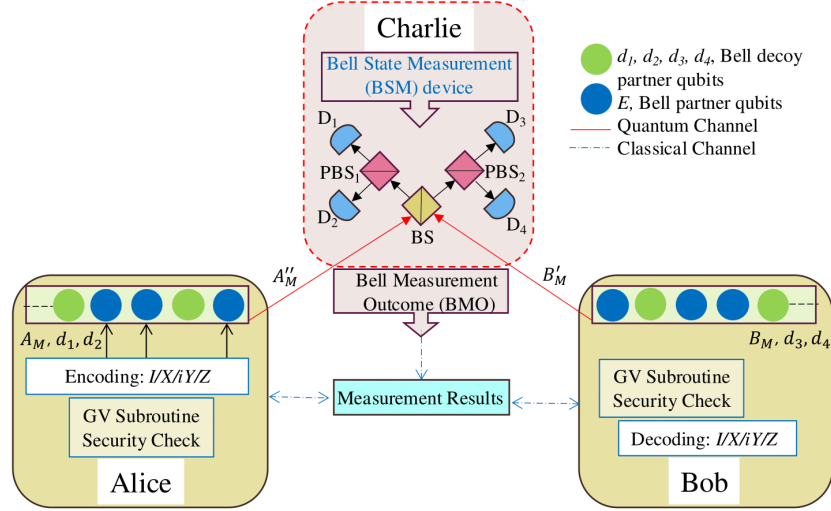 Charlie
Bell State Measurement
(BSM) device
D1
D3
PBS1
PBS2
D2
D4
BS
d1, d2, d3, d4, Bell decoy
partner qubits
E, Bell partner qubits
Quantum Channel
Classical Channel
A''M
B'M
Bell Measurement
Outcome (BMO)
AM, d1, d2
Encoding: I/X/iY/Z
GV Subroutine
Security Check
Alice
Measurement Results
BM, d3, d4
GV Subroutine
Security Check
Decoding: I/X/iY/Z
Bob